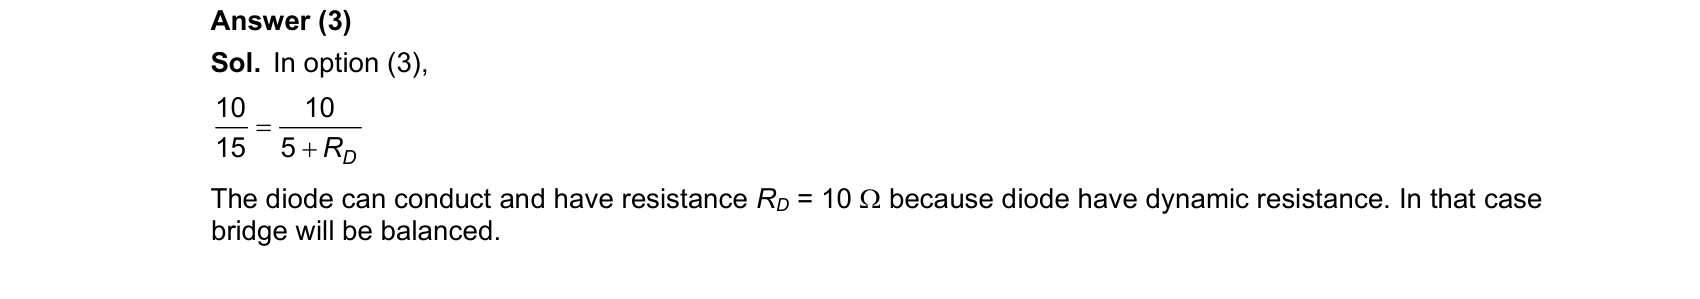 Answer (3)
Sol. In option (3),
10/15 = 10/(5 + R_D)
The diode can conduct and have resistance R_D = 10 Ω because diode have dynamic resistance. In that case
bridge will be balanced.